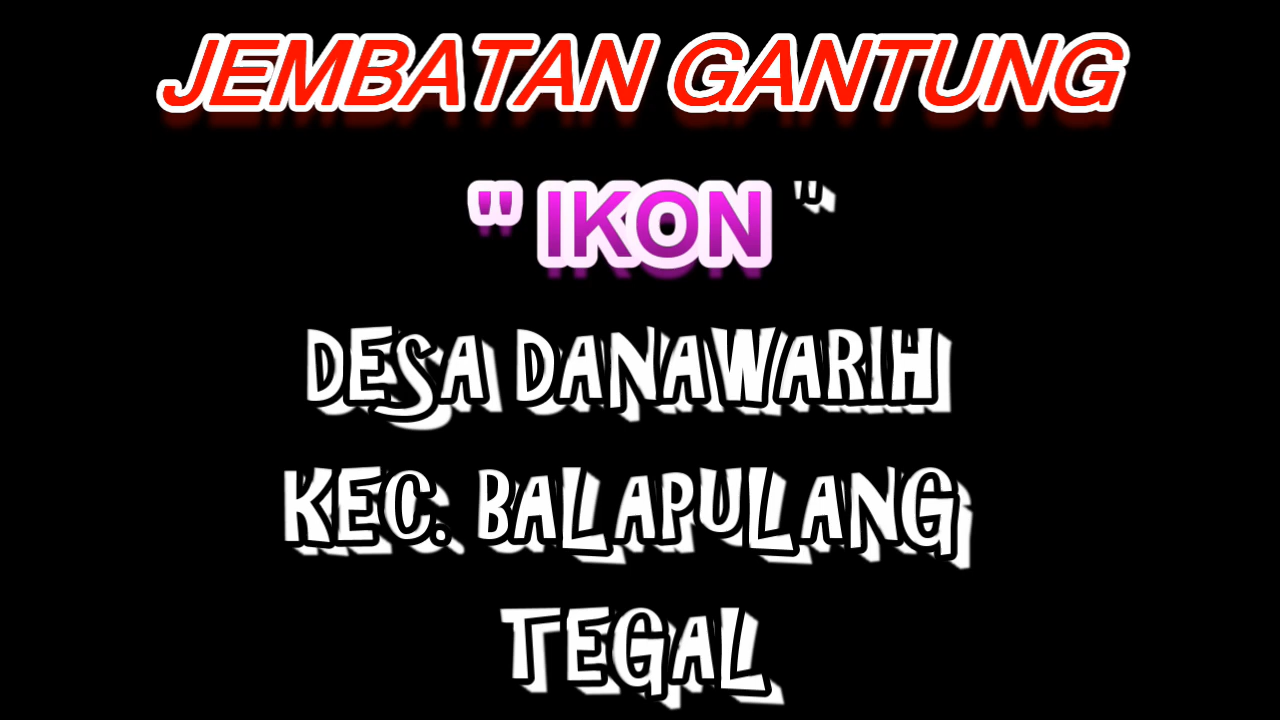 JEMBATAN GANTUNG
" IKON "
DESA DANAWARIH
KEC. BALAPULANG
TEGAL